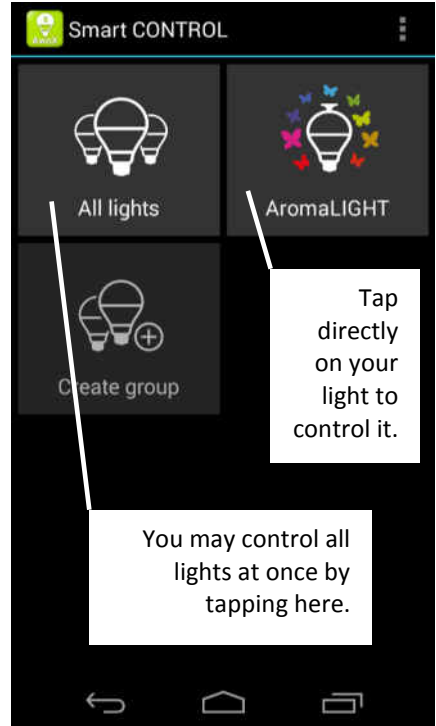 Smart CONTROL
All lights
AromaLIGHT
Create group
Tap
directly
on your
light to
control it.
You may control all
lights at once by
tapping here.